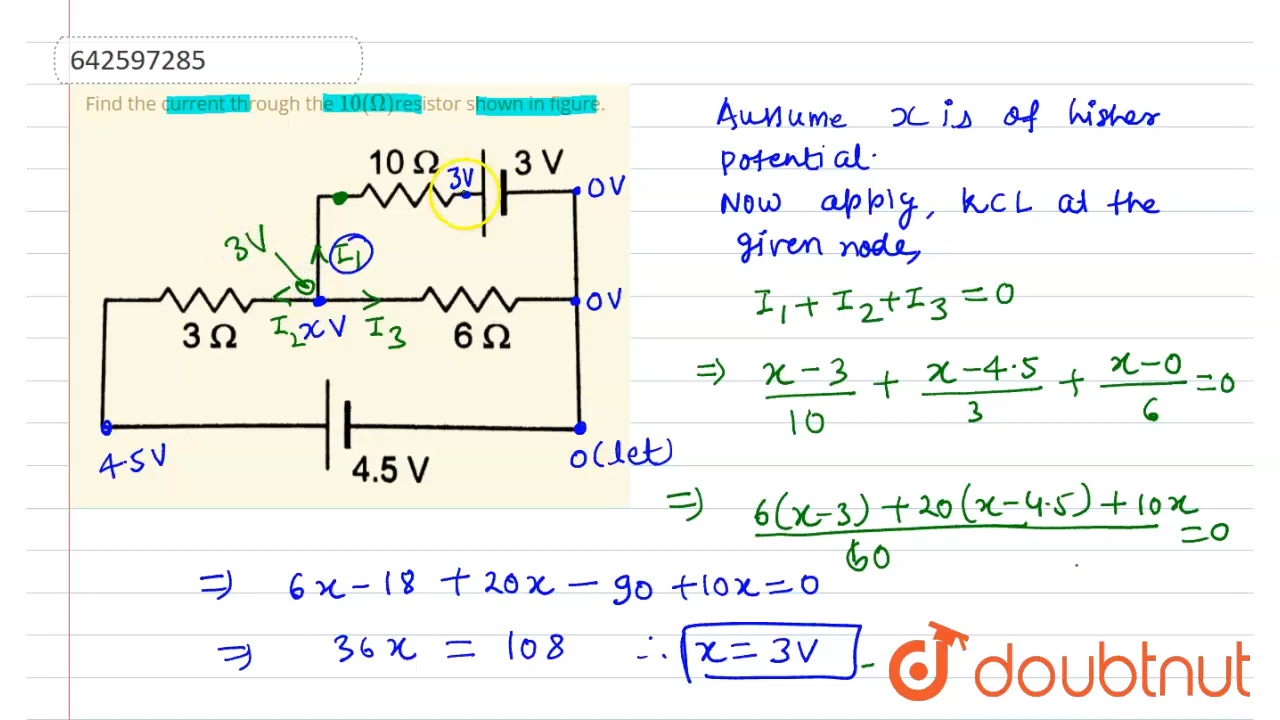 642597285
Find the current through the 10(Ω)resistor shown in figure.
10 Ω
3V
3 V
0V
3V
I₁
0V
3 Ω
I₂
x V
I₃
6 Ω
4.5V
4.5 V
0(let)
Assume x is of higher
potential.
Now apply, KCL at the
given node,
I₁ + I₂ + I₃ = 0
⇒ x - 3 / 10 + x - 4.5 / 3 + x - 0 / 6 = 0
⇒ 6(x - 3) + 20(x - 4.5) + 10x / 60 = 0
⇒ 6x - 18 + 20x - 90 + 10x = 0
⇒ 36x = 108 ∴ x = 3V -
doubtnut